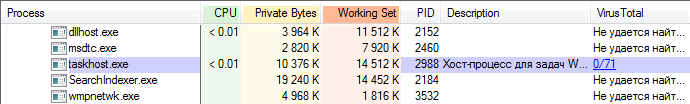 Process CPU Private Bytes Working Set PID Description VirusTotal
dllhost.exe < 0.01 3 964 K 11 512 K 2152 Не удается найт...
msdtc.exe 2 820 K 7 920 K 2460 Не удается найт...
taskhost.exe < 0.01 10 376 K 14 512 K 2988 Хост-процесс для задач W... 0/71
SearchIndexer.exe 19 240 K 14 452 K 2184 Не удается найт...
wmpnetwk.exe 4 968 K 1 816 K 3532 Не удается найт...